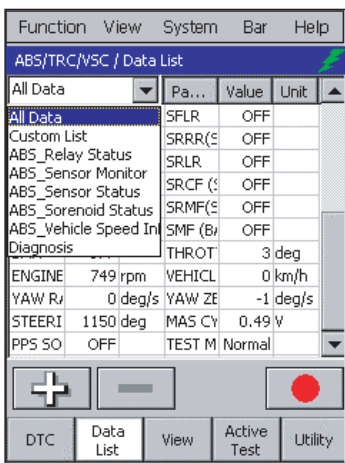 Function View System Bar Help
ABS/TRC/VSC / Data List
All Data Pa... Value Unit
All Data SFLR OFF
Custom List SRRR(S OFF
ABS_Relay Status SRLR OFF
ABS_Sensor Monitor
ABS_Sensor Status SRCF (S OFF
ABS_Sorenoid Status SRMF(S OFF
ABS_Vehicle Speed Inf SMF (B/ OFF
Diagnosis THROT 3 deg
ENGINE 749 rpm VEHICL 0 km/h
YAW R/ 0 deg/s YAW ZE -1 deg/s
STEERI 1150 deg MAS CY 0.49 V
PPS SO OFF TEST M Normal
DTC Data List View Active Test Utility